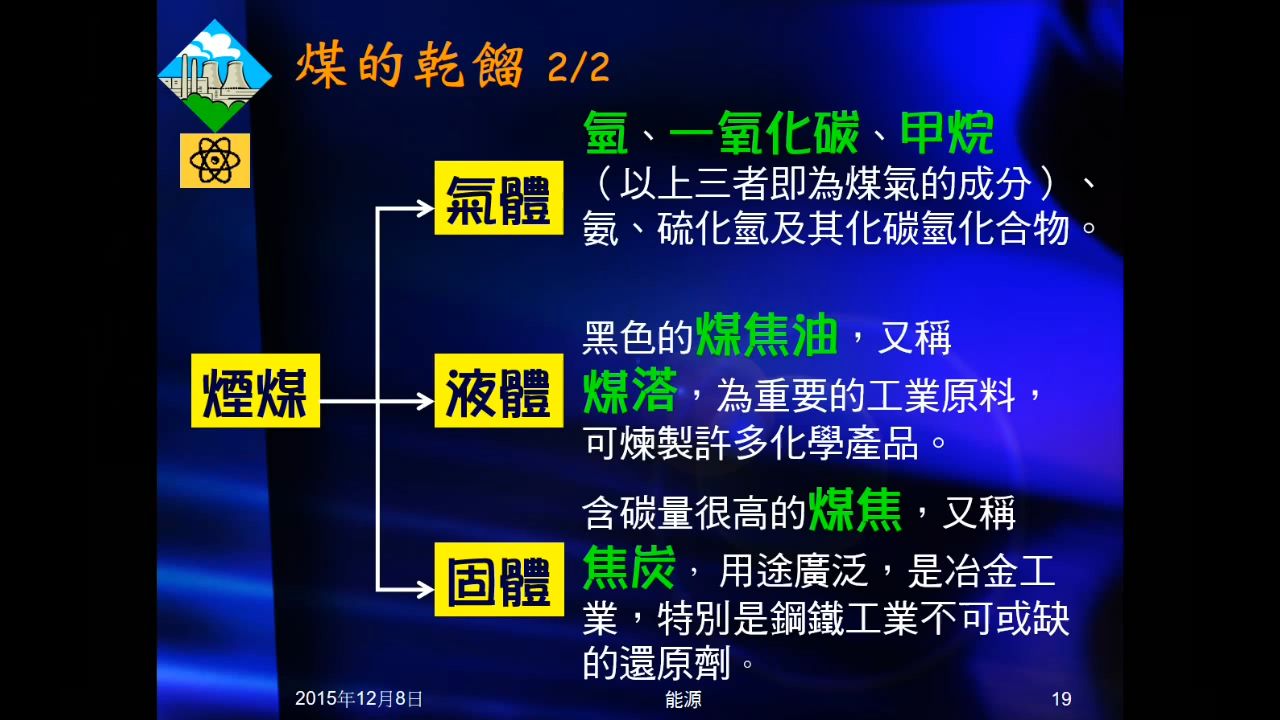 煤的乾餾 2/2
氣體
氫、一氧化碳、甲烷
（以上三者即為煤氣的成分）、
氨、硫化氫及其化碳氫化合物。
煙煤
液體
黑色的煤焦油，又稱
煤溚，為重要的工業原料，
可煉製許多化學產品。
固體
含碳量很高的煤焦，又稱
焦炭，用途廣泛，是冶金工
業，特別是鋼鐵工業不可或缺
的還原劑。
2015年12月8日
能源
19